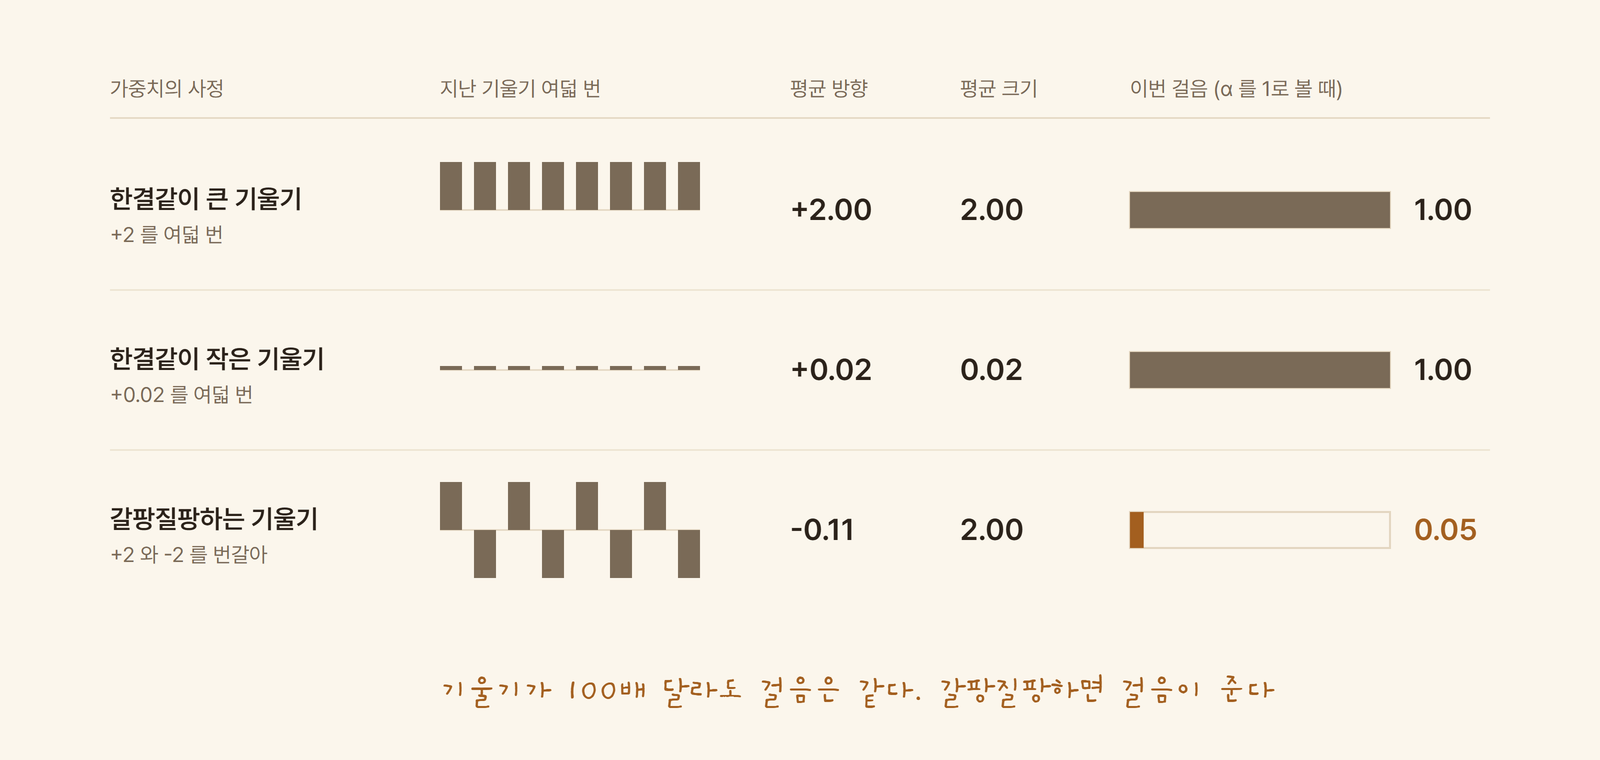 가중치의 사정 지난 기울기 여덟 번 평균 방향 평균 크기 이번 걸음 (α 를 1로 볼 때)
한결같이 큰 기울기
+2 를 여덟 번
+2.00 2.00 1.00
한결같이 작은 기울기
+0.02 를 여덟 번
+0.02 0.02 1.00
갈팡질팡하는 기울기
+2 와 -2 를 번갈아
-0.11 2.00 0.05
기울기가 100배 달라도 걸음은 같다. 갈팡질팡하면 걸음이 준다